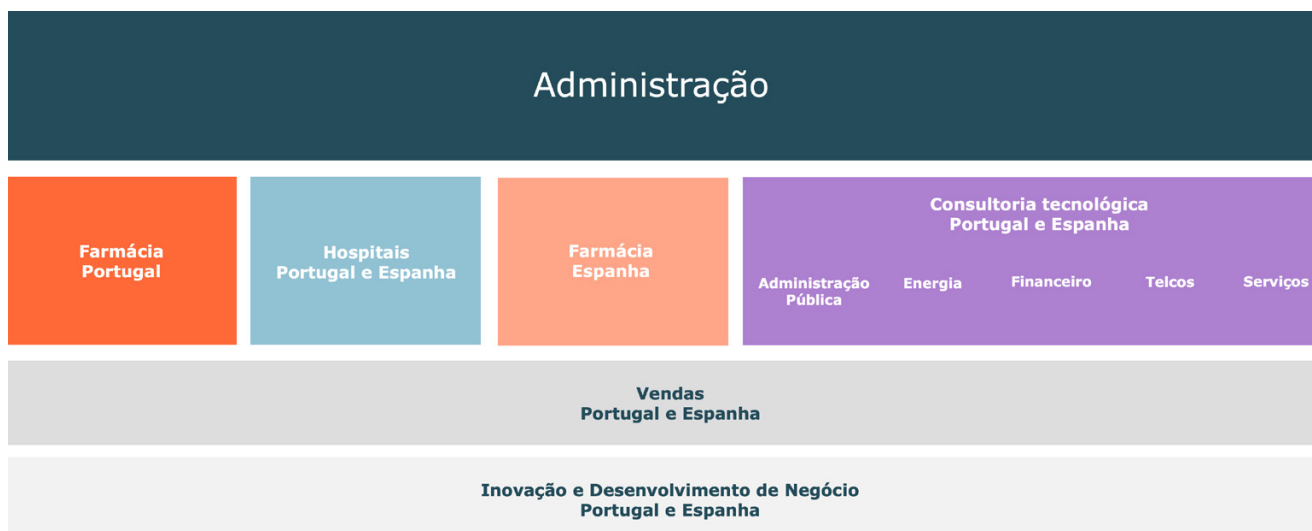 Administração
Farmácia
Portugal
Hospitais
Portugal e Espanha
Farmácia
Espanha
Consultoria tecnológica
Portugal e Espanha
Administração
Pública
Energia
Financeiro
Telcos
Serviços
Vendas
Portugal e Espanha
Inovação e Desenvolvimento de Negócio
Portugal e Espanha